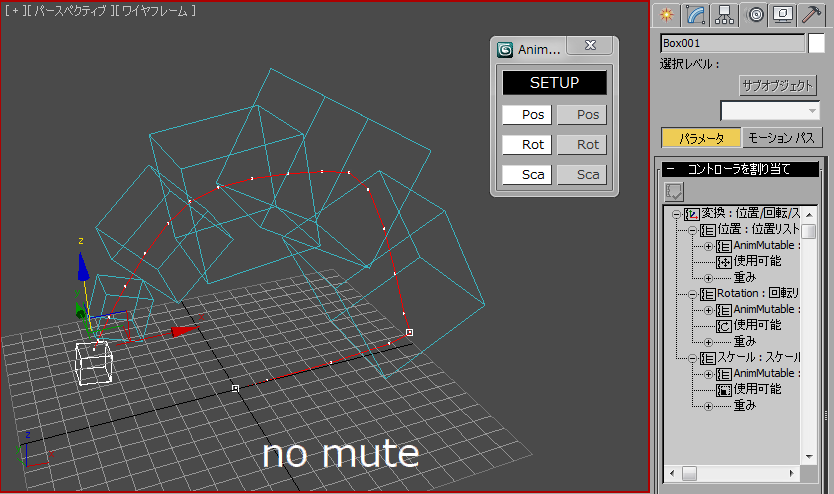 [ + ][ パースペクティブ ][ ワイヤフレーム ]
Anim...
SETUP
Pos Pos
Rot Rot
Sca Sca
z
y
z
no mute
Box001
選択レベル :
サブオブジェクト
パラメータ
モーション パス
コントローラを割り当て
変換 : 位置/回転/ス
位置 : 位置リスト
AnimMutable :
使用可能
重み
Rotation : 回転リ
AnimMutable :
使用可能
重み
スケール : スケール
AnimMutable :
使用可能
重み